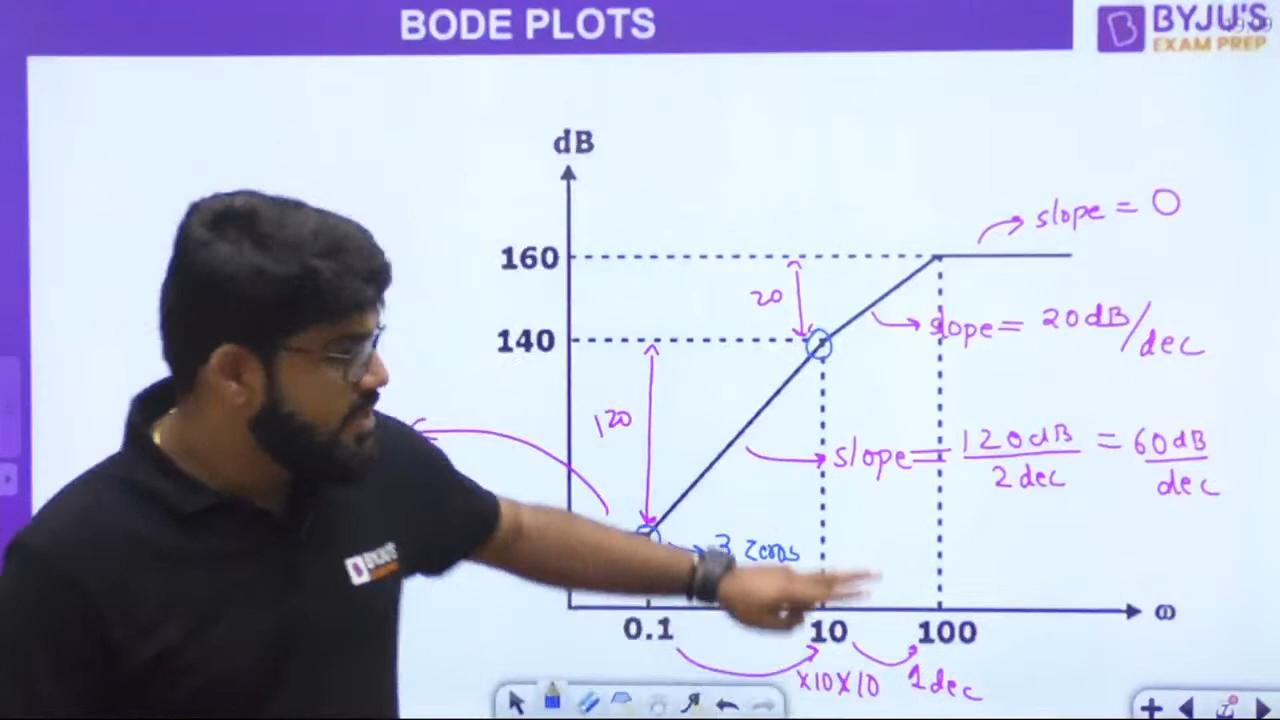 BODE PLOTS
BYJU'S
EXAM PREP
dB
slope = 0
160
20
slope = 20dB/dec
140
120
slope = 120dB/2dec = 60dB/dec
3 zeros
ω
0.1
10
100
×10×10
1dec
BYJU'S